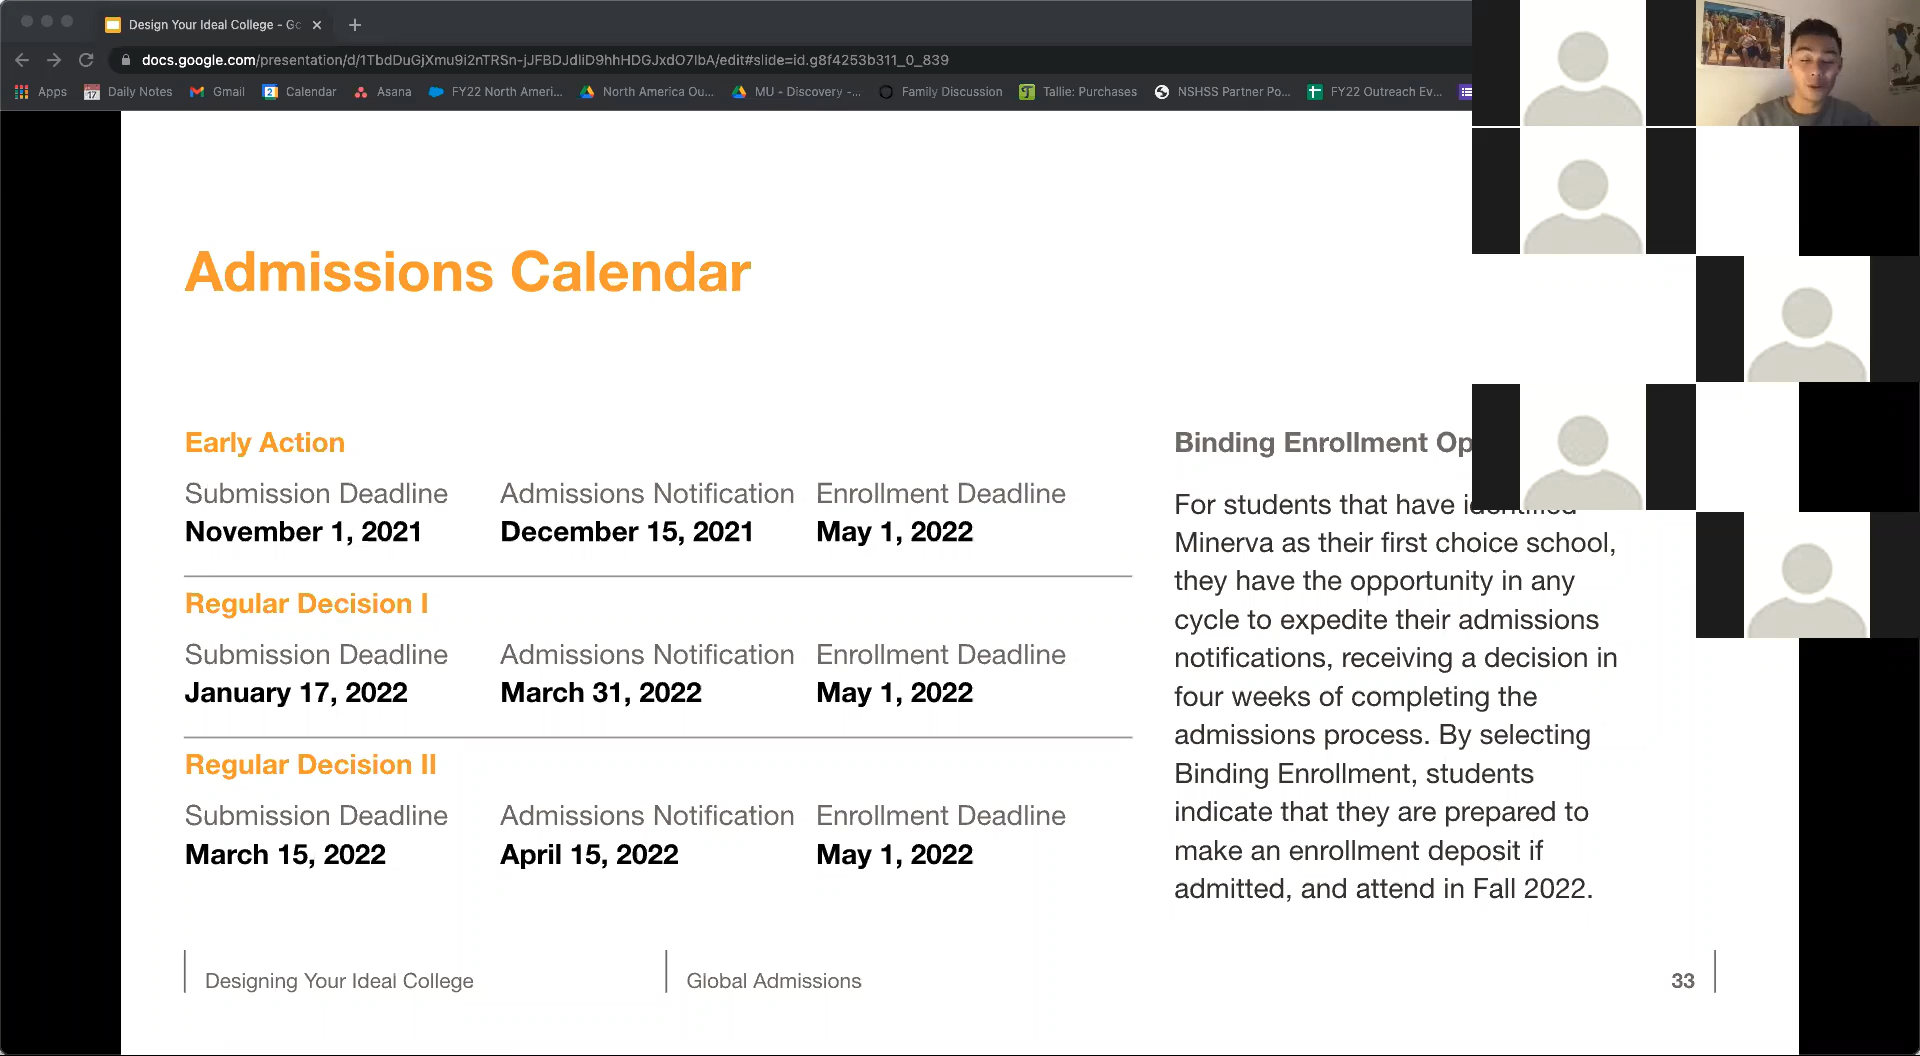 Design Your Ideal College - Go
docs.google.com/presentation/d/1TbdDuGjXmu9i2nTRSn-jJFBDJdliD9hhHDGJxdO7IbA/edit#slide=id.g8f4253b311_0_839
Apps 17 Daily Notes Gmail 2 Calendar Asana FY22 North Ameri... North America Ou... MU - Discovery -... Family Discussion Tallie: Purchases NSHSS Partner Po... FY22 Outreach Ev...
Admissions Calendar
Early Action
Submission Deadline Admissions Notification Enrollment Deadline
November 1, 2021 December 15, 2021 May 1, 2022
Regular Decision I
Submission Deadline Admissions Notification Enrollment Deadline
January 17, 2022 March 31, 2022 May 1, 2022
Regular Decision II
Submission Deadline Admissions Notification Enrollment Deadline
March 15, 2022 April 15, 2022 May 1, 2022
Binding Enrollment Op
For students that have identified
Minerva as their first choice school,
they have the opportunity in any
cycle to expedite their admissions
notifications, receiving a decision in
four weeks of completing the
admissions process. By selecting
Binding Enrollment, students
indicate that they are prepared to
make an enrollment deposit if
admitted, and attend in Fall 2022.
Designing Your Ideal College Global Admissions 33